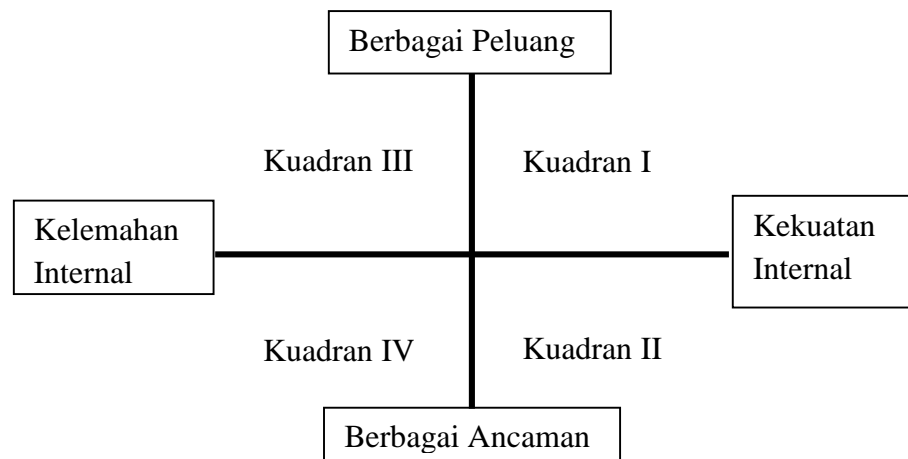 Berbagai Peluang
Kuadran III
Kuadran I
Kelemahan
Internal
Kekuatan
Internal
Kuadran IV
Kuadran II
Berbagai Ancaman